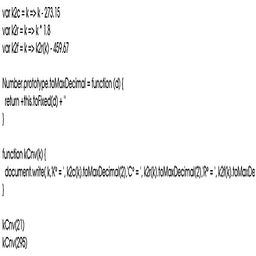 var k2c = k => k - 273.15
var k2r = k => k * 1.8
var k2f = k => k2r(k) - 459.67
Number.prototype.toMaxDecimal = function (d) {
return +this.toFixed(d) + ''
}
function kCnv(k) {
document.write( k,'K° = ', k2c(k).toMaxDecimal(2),'C° = ', k2r(k).toMaxDecimal(2),'R° = ', k2f(k).toMaxDe
}
kCnv(21)
kCnv(295)